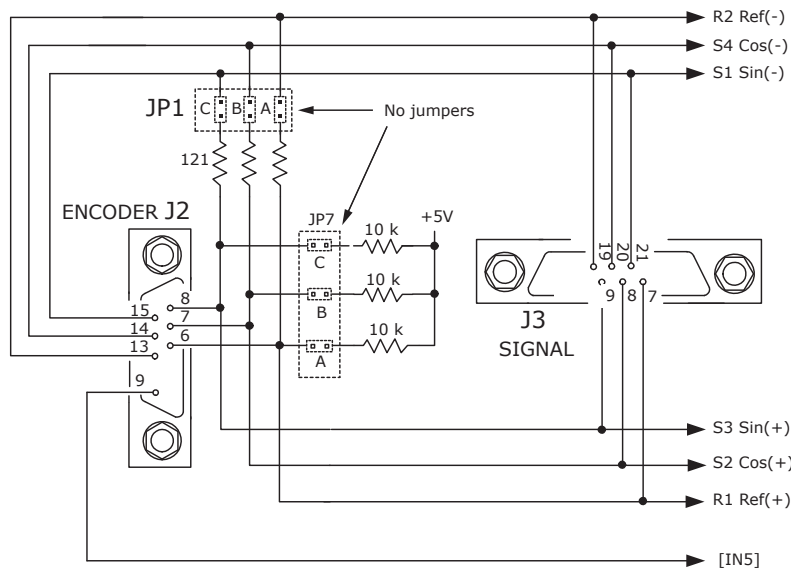 R2 Ref(-)
S4 Cos(-)
S1 Sin(-)
JP1
C B A
No jumpers
121
ENCODER J2
JP7
10 k
+5V
C
10 k
B
10 k
A
8
15
7
14
6
13
9
19 20 21
9 8 7
J3
SIGNAL
S3 Sin(+)
S2 Cos(+)
R1 Ref(+)
[IN5]